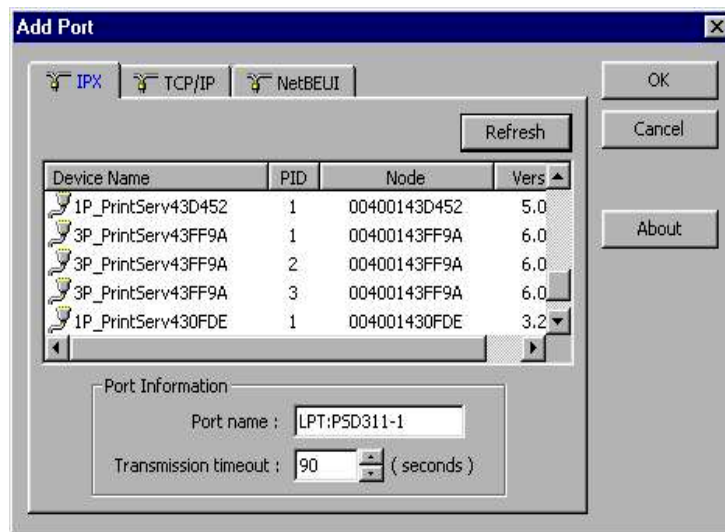 Add Port
IPX TCP/IP NetBEUI
OK
Refresh
Cancel
Device Name PID Node Vers
1P_PrintServ43D452 1 00400143D452 5.0
3P_PrintServ43FF9A 1 00400143FF9A 6.0
3P_PrintServ43FF9A 2 00400143FF9A 6.0
3P_PrintServ43FF9A 3 00400143FF9A 6.0
1P_PrintServ430FDE 1 004001430FDE 3.2
About
Port Information
Port name : LPT:PSD311-1
Transmission timeout : 90 ( seconds )